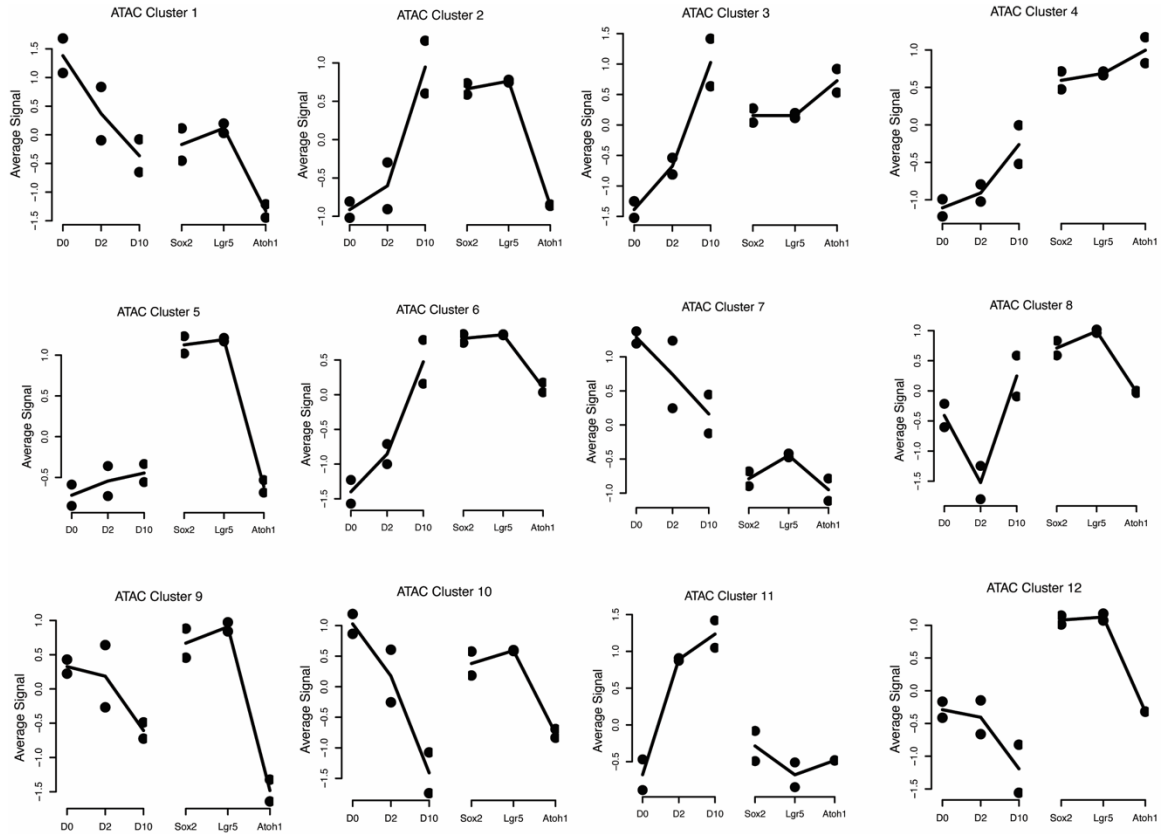 ATAC Cluster 1
Average Signal
1.5
1.0
0.5
0.0
−0.5
−1.0
−1.5
D0 D2 D10 Sox2 Lgr5 Atoh1
ATAC Cluster 2
Average Signal
1.0
0.5
0.0
−0.5
−1.0
D0 D2 D10 Sox2 Lgr5 Atoh1
ATAC Cluster 3
Average Signal
1.5
1.0
0.5
0.0
−0.5
−1.0
−1.5
D0 D2 D10 Sox2 Lgr5 Atoh1
ATAC Cluster 4
Average Signal
1.0
0.5
0.0
−0.5
−1.0
D0 D2 D10 Sox2 Lgr5 Atoh1
ATAC Cluster 5
Average Signal
1.0
0.5
0.0
−0.5
D0 D2 D10 Sox2 Lgr5 Atoh1
ATAC Cluster 6
Average Signal
0.5
0.0
−0.5
−1.0
−1.5
D0 D2 D10 Sox2 Lgr5 Atoh1
ATAC Cluster 7
Average Signal
1.0
0.5
0.0
−0.5
−1.0
D0 D2 D10 Sox2 Lgr5 Atoh1
ATAC Cluster 8
Average Signal
1.0
0.5
0.0
−0.5
−1.0
−1.5
D0 D2 D10 Sox2 Lgr5 Atoh1
ATAC Cluster 9
Average Signal
1.0
0.5
0.0
−0.5
−1.0
−1.5
D0 D2 D10 Sox2 Lgr5 Atoh1
ATAC Cluster 10
Average Signal
1.0
0.5
0.0
−0.5
−1.0
−1.5
D0 D2 D10 Sox2 Lgr5 Atoh1
ATAC Cluster 11
Average Signal
1.5
1.0
0.5
0.0
−0.5
D0 D2 D10 Sox2 Lgr5 Atoh1
ATAC Cluster 12
Average Signal
1.0
0.5
0.0
−0.5
−1.0
−1.5
D0 D2 D10 Sox2 Lgr5 Atoh1